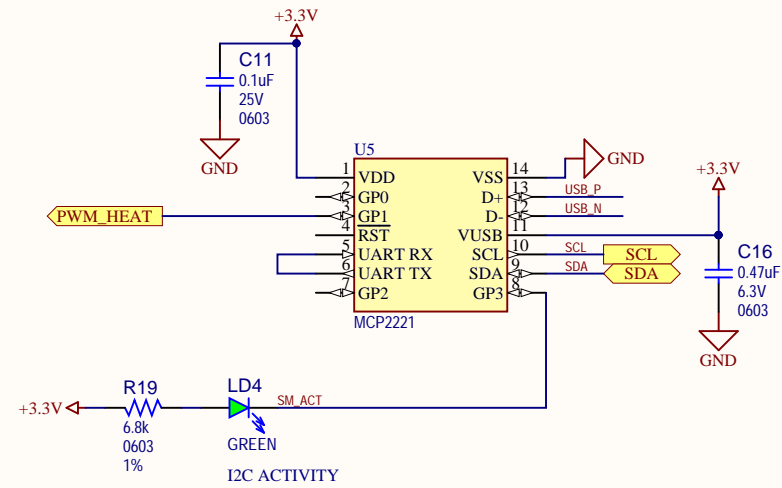 +3.3V
C11
0.1uF
25V
0603
GND
U5
1 VDD
2 GP0
3 GP1
4 RST
5 UART RX
6 UART TX
7 GP2
VSS 14
D+ 13
D- 12
VUSB 11
SCL 10
SDA 9
GP3 8
MCP2221
PWM_HEAT
GND
USB_P
USB_N
+3.3V
SCL
SCL
SDA
SDA
C16
0.47uF
6.3V
0603
GND
+3.3V
R19
6.8k
0603
1%
LD4
GREEN
SM_ACT
I2C ACTIVITY